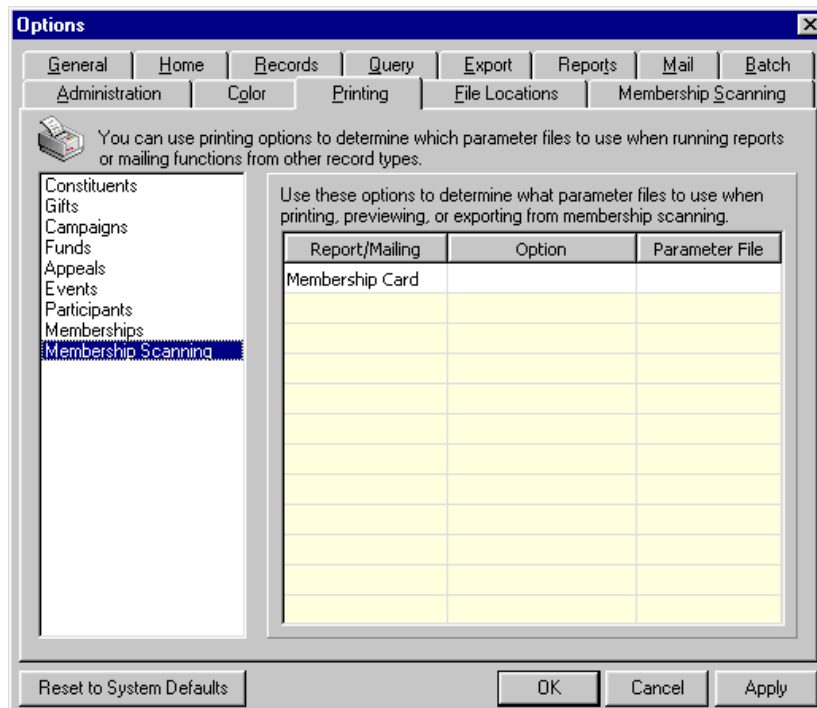 Options
General Home Records Query Export Reports Mail Batch
Administration Color Printing File Locations Membership Scanning
You can use printing options to determine which parameter files to use when running reports
or mailing functions from other record types.
Constituents
Gifts
Campaigns
Funds
Appeals
Events
Participants
Memberships
Membership Scanning
Use these options to determine what parameter files to use when
printing, previewing, or exporting from membership scanning.
Report/Mailing Option Parameter File
Membership Card
Reset to System Defaults OK Cancel Apply